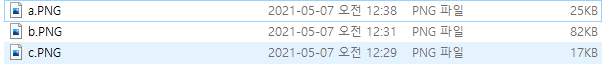 a.PNG 2021-05-07 오전 12:38 PNG 파일 25KB
b.PNG 2021-05-07 오전 12:31 PNG 파일 82KB
c.PNG 2021-05-07 오전 12:29 PNG 파일 17KB